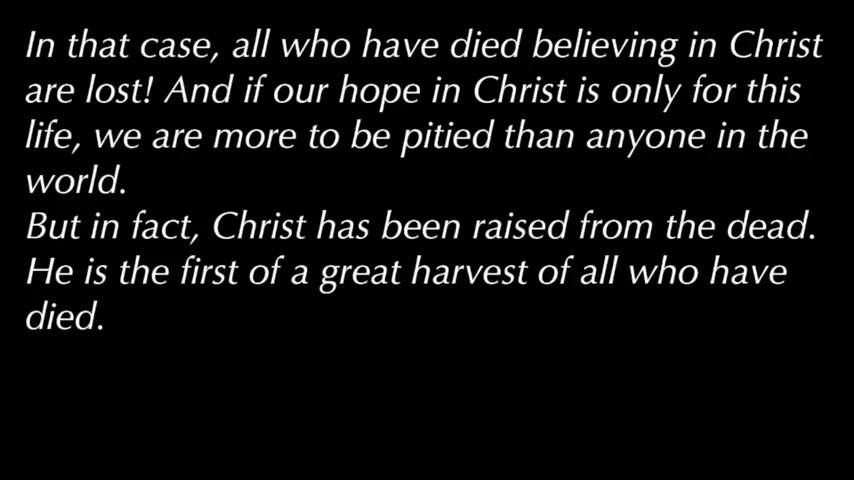 In that case, all who have died believing in Christ
are lost! And if our hope in Christ is only for this
life, we are more to be pitied than anyone in the
world.
But in fact, Christ has been raised from the dead.
He is the first of a great harvest of all who have
died.